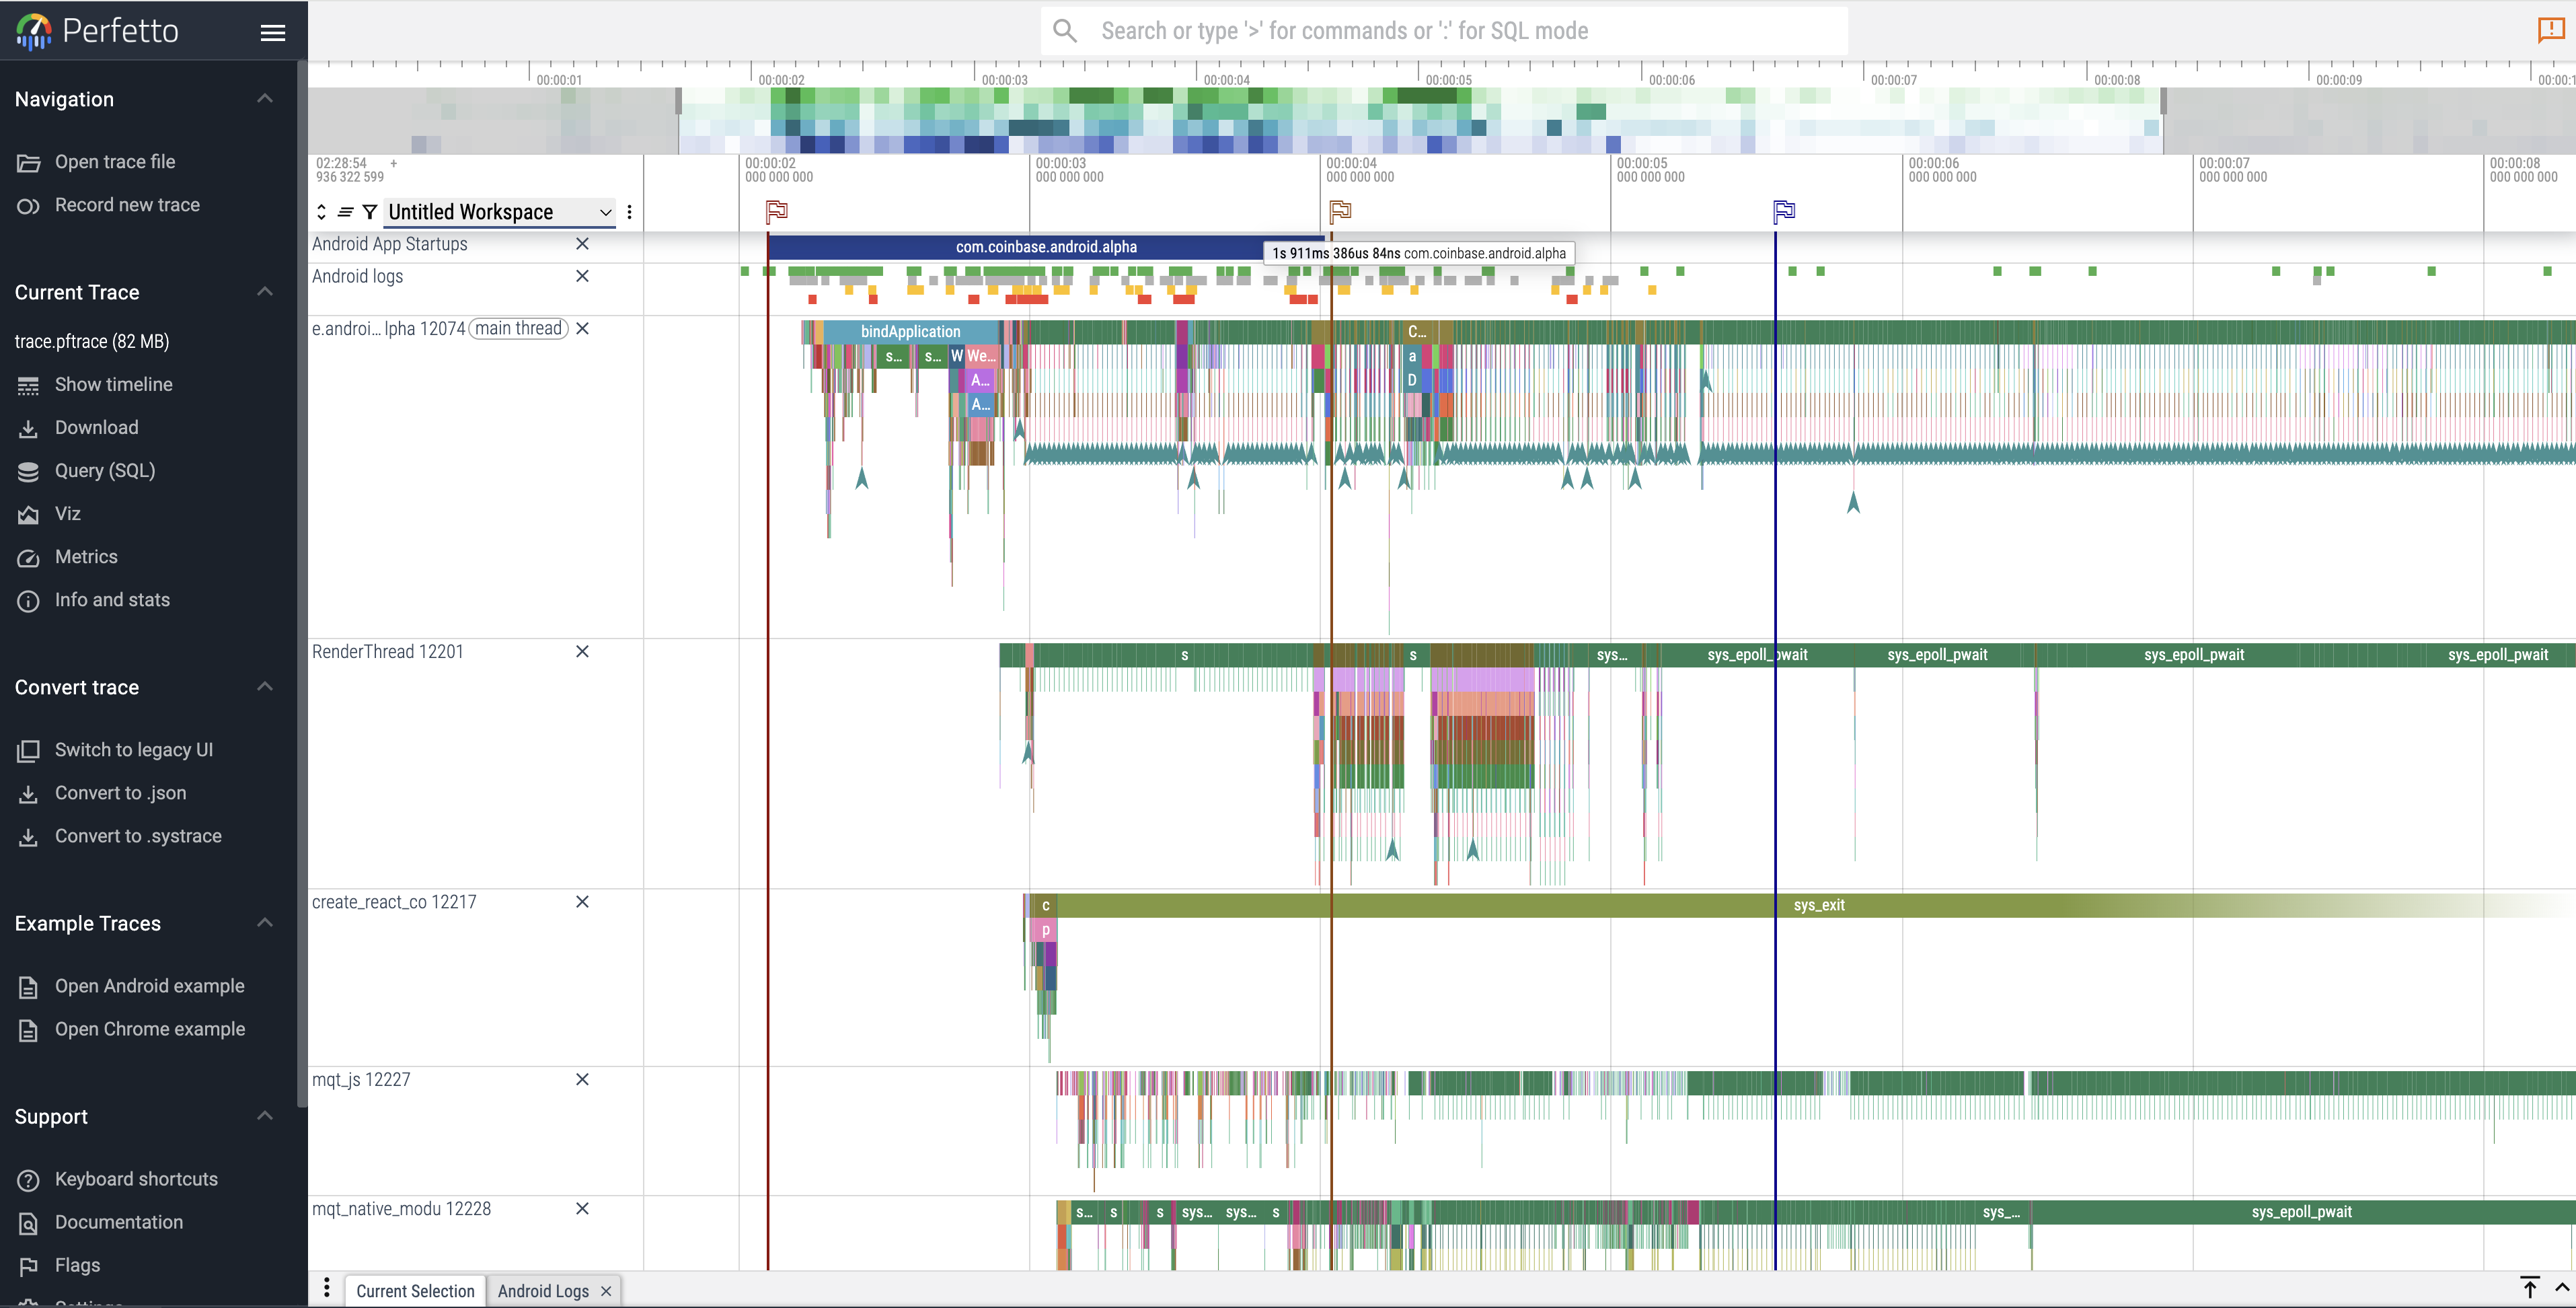 Perfetto
Search or type '>' for commands or ':' for SQL mode
Navigation
Open trace file
Record new trace
Current Trace
trace.pftrace (82 MB)
Show timeline
Download
Query (SQL)
Viz
Metrics
Info and stats
Convert trace
Switch to legacy UI
Convert to .json
Convert to .systrace
Example Traces
Open Android example
Open Chrome example
Support
Keyboard shortcuts
Documentation
Flags
00:00:01 00:00:02 00:00:03 00:00:04 00:00:05 00:00:06 00:00:07 00:00:08 00:00:09 00:00:1
02:28:54 + 00:00:02 00:00:03 00:00:04 00:00:05 00:00:06 00:00:07 00:00:08
936 322 599 000 000 000 000 000 000 000 000 000 000 000 000 000 000 000 000 000 000 000 000 000
Untitled Workspace
Android App Startups com.coinbase.android.alpha
1s 911ms 386us 84ns com.coinbase.android.alpha
Android logs
e.androi... lpha 12074 main thread bindApplication C...
s... s... W We... a
A... D
A...
RenderThread 12201 s s sys... sys_epoll_pwait sys_epoll_pwait sys_epoll_pwait sys_epoll_pwait
create_react_co 12217 c sys_exit
p
mqt_js 12227
mqt_native_modu 12228 s... s s sys... sys... s sys_... sys_epoll_pwait
Current Selection Android Logs